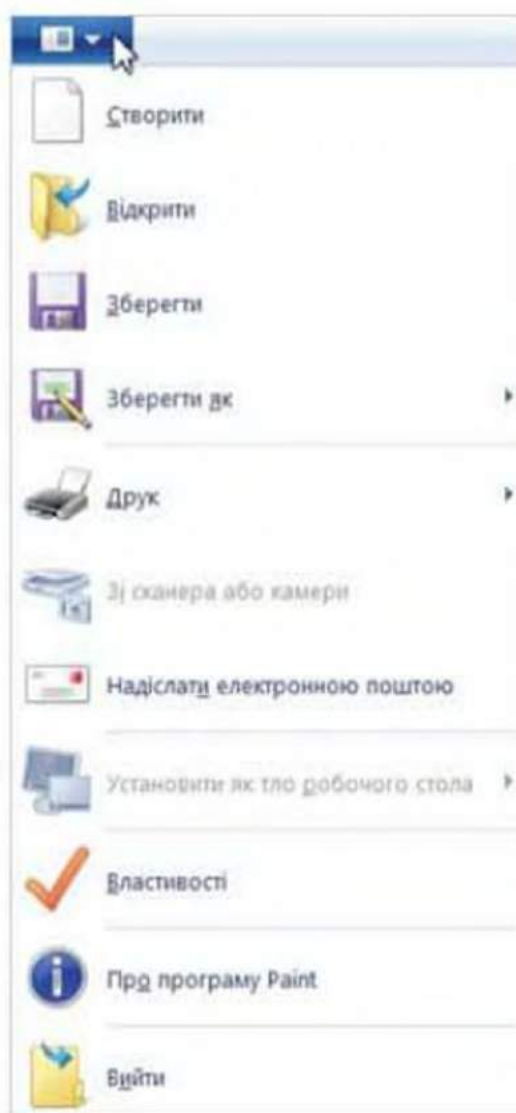 Створити
Відкрити
Зберегти
Зберегти як
Друк
Зі сканера або камери
Надіслати електронною поштою
Установити як тло робочого стола
Властивості
Про програму Paint
Вийти